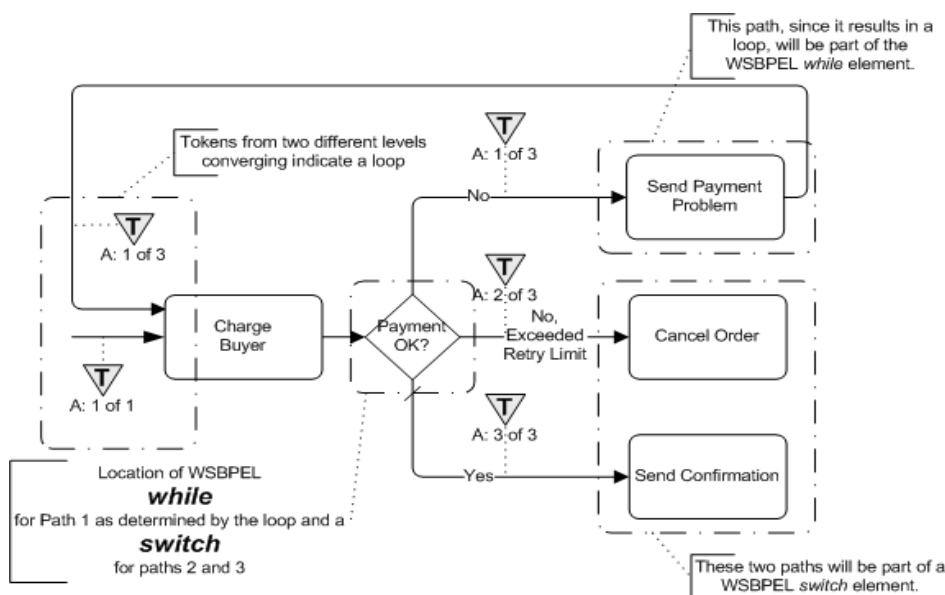 This path, since it results in a
loop, will be part of the
WSBPEL while element.
Tokens from two different levels
converging indicate a loop
T
A: 1 of 3
No
Send Payment
Problem
T
A: 1 of 3
T
A: 2 of 3
Charge
Buyer
Payment
OK?
No,
Exceeded
Retry Limit
Cancel Order
T
A: 1 of 1
T
A: 3 of 3
Yes
Send Confirmation
Location of WSBPEL
while
for Path 1 as determined by the loop and a
switch
for paths 2 and 3
These two paths will be part of a
WSBPEL switch element.